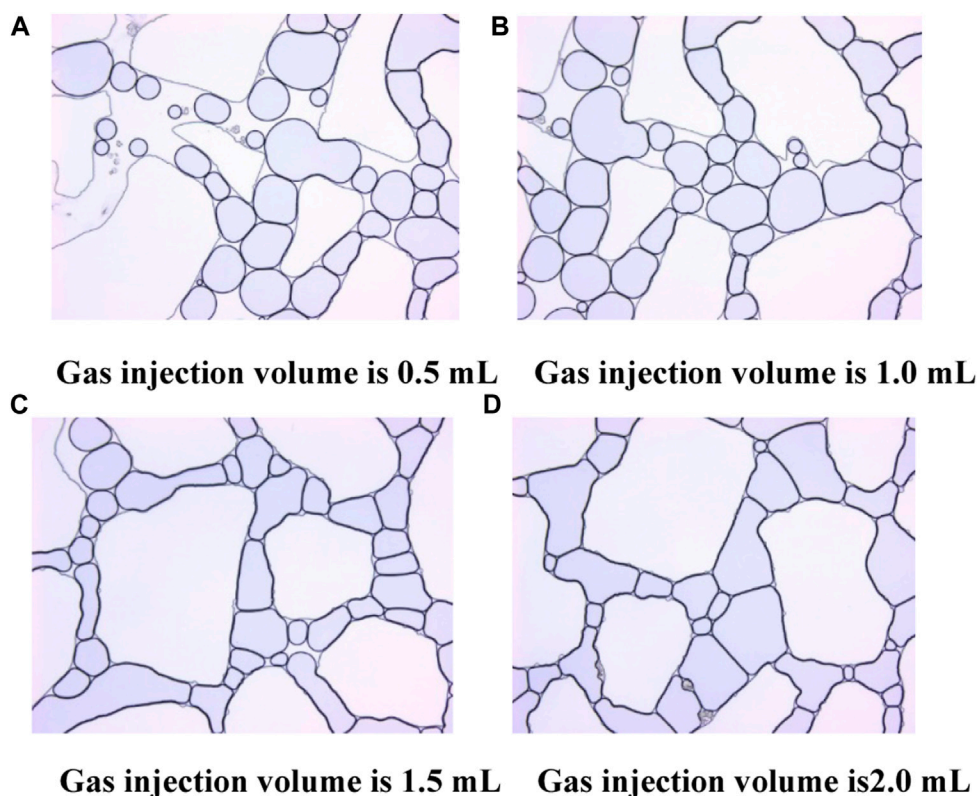 A
B
Gas injection volume is 0.5 mL
Gas injection volume is 1.0 mL
C
D
Gas injection volume is 1.5 mL
Gas injection volume is2.0 mL